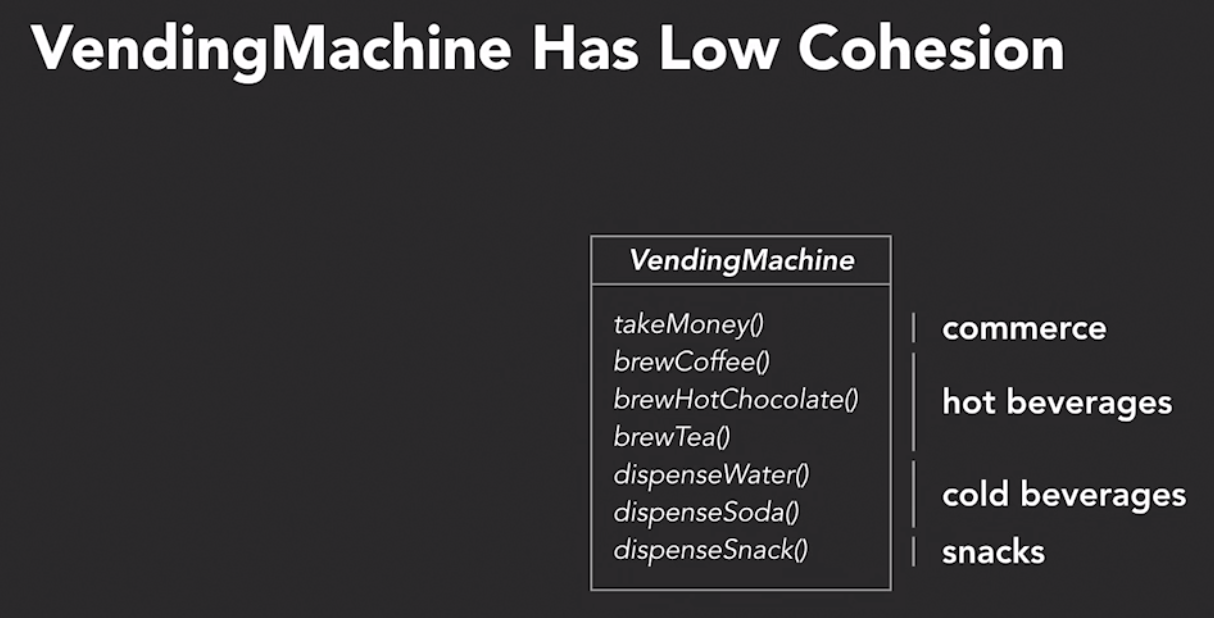 VendingMachine Has Low Cohesion
VendingMachine
takeMoney()
commerce
brewCoffee()
brewHotChocolate()
hot beverages
brewTea()
dispenseWater()
cold beverages
dispenseSoda()
dispenseSnack()
snacks